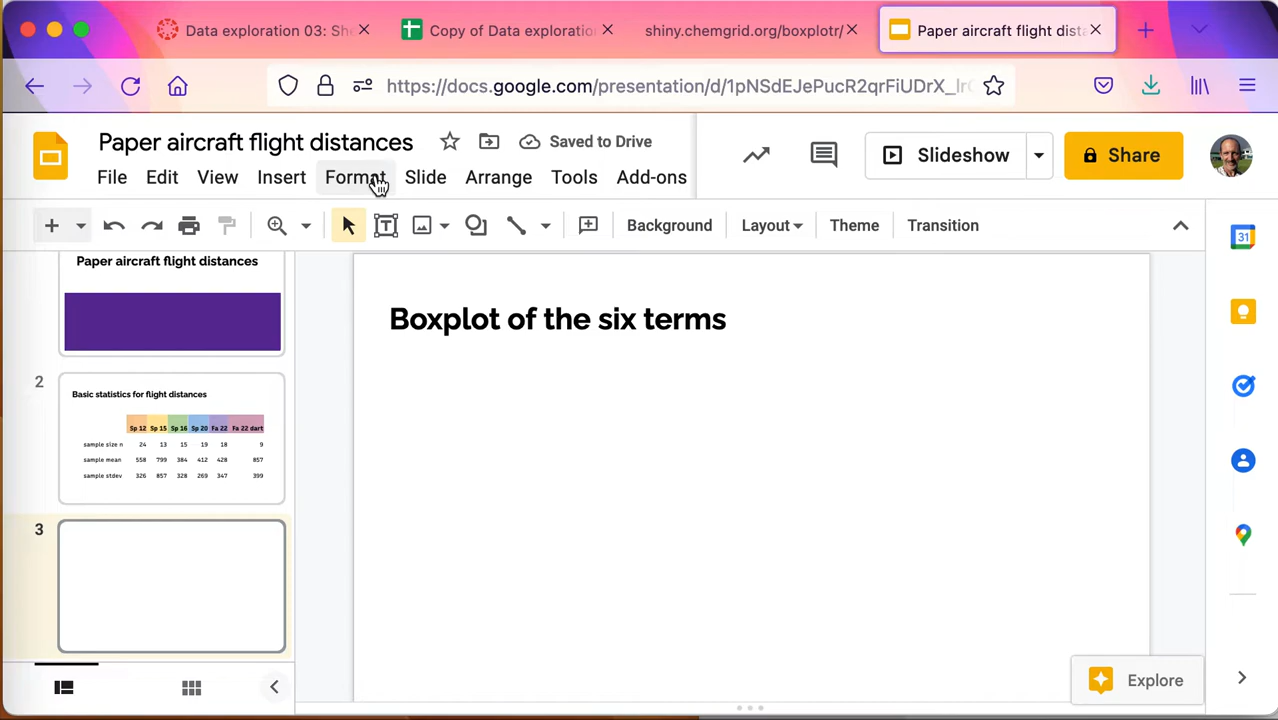 Data exploration 03: Sh
Copy of Data exploration
shiny.chemgrid.org/boxplotr/
Paper aircraft flight dista
https://docs.google.com/presentation/d/1pNSdEJePucR2qrFiUDrX_lr
Paper aircraft flight distances
Saved to Drive
Slideshow
Share
File Edit View Insert Format Slide Arrange Tools Add-ons
Background Layout Theme Transition
31
Paper aircraft flight distances
2
Basic statistics for flight distances
Sp 12 Sp 15 Sp 16 Sp 20 Fa 22 Fa 22 dart
sample size n 24 13 15 19 18 9
sample mean 558 799 384 412 428 857
sample stdev 326 857 328 269 347 399
3
Boxplot of the six terms
Explore